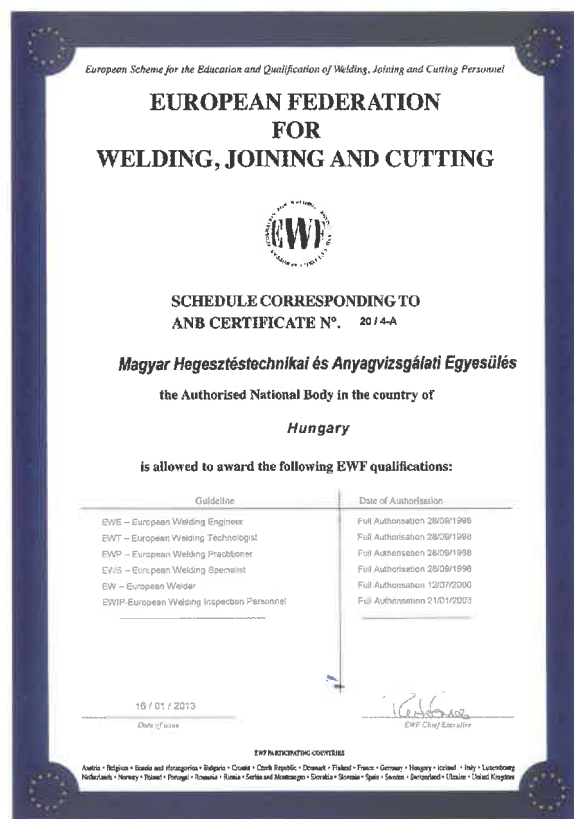 European Scheme for the Education and Qualification of Welding, Joining and Cutting Personnel
EUROPEAN FEDERATION
FOR
WELDING, JOINING AND CUTTING
EWF
SCHEDULE CORRESPONDING TO
ANB CERTIFICATE Nº. 20 / 4-A
Magyar Hegesztéstechnikai és Anyagvizsgálati Egyesülés
the Authorised National Body in the country of
Hungary
is allowed to award the following EWF qualifications:
Guideline Date of Authorisation
EWE – European Welding Engineer Full Authorisation 28/09/1998
EWT – European Welding Technologist Full Authorisation 28/09/1998
EWP – European Welding Practitioner Full Authorisation 28/09/1998
EWS – European Welding Specialist Full Authorisation 28/09/1998
EW – European Welder Full Authorisation 12/07/2000
EWIP-European Welding Inspection Personnel Full Authorisation 21/01/2003
16 / 01 / 2013
Date of issue EWF Chief Executive
EWF PARTICIPATING COUNTRIES
Austria • Belgium • Bosnia and Herzegovina • Bulgaria • Croatia • Czech Republic • Denmark • Finland • France • Germany • Hungary • Iceland • Italy • Luxembourg
Netherlands • Norway • Poland • Portugal • Romania • Russia • Serbia and Montenegro • Slovakia • Slovenia • Spain • Sweden • Switzerland • Ukraine • United Kingdom